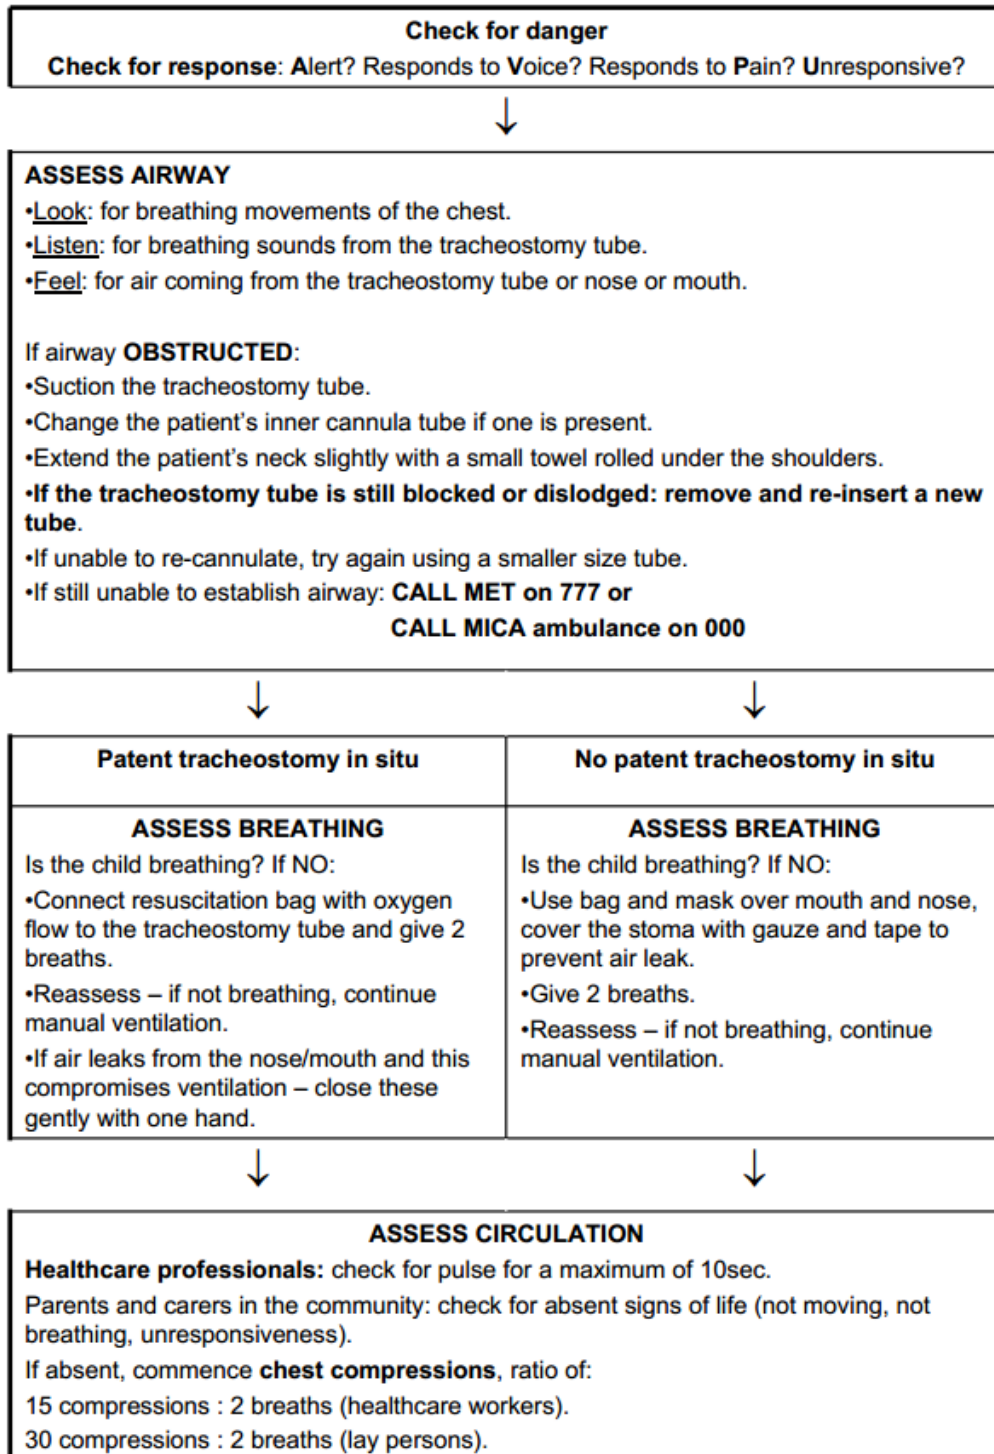 Check for danger
Check for response: Alert? Responds to Voice? Responds to Pain? Unresponsive?
ASSESS AIRWAY
•Look: for breathing movements of the chest.
•Listen: for breathing sounds from the tracheostomy tube.
•Feel: for air coming from the tracheostomy tube or nose or mouth.
If airway OBSTRUCTED:
•Suction the tracheostomy tube.
•Change the patient's inner cannula tube if one is present.
•Extend the patient's neck slightly with a small towel rolled under the shoulders.
•If the tracheostomy tube is still blocked or dislodged: remove and re-insert a new
tube.
•If unable to re-cannulate, try again using a smaller size tube.
•If still unable to establish airway: CALL MET on 777 or
CALL MICA ambulance on 000
Patent tracheostomy in situ
ASSESS BREATHING
Is the child breathing? If NO:
•Connect resuscitation bag with oxygen
flow to the tracheostomy tube and give 2
breaths.
•Reassess – if not breathing, continue
manual ventilation.
•If air leaks from the nose/mouth and this
compromises ventilation – close these
gently with one hand.
No patent tracheostomy in situ
ASSESS BREATHING
Is the child breathing? If NO:
•Use bag and mask over mouth and nose,
cover the stoma with gauze and tape to
prevent air leak.
•Give 2 breaths.
•Reassess – if not breathing, continue
manual ventilation.
ASSESS CIRCULATION
Healthcare professionals: check for pulse for a maximum of 10sec.
Parents and carers in the community: check for absent signs of life (not moving, not
breathing, unresponsiveness).
If absent, commence chest compressions, ratio of:
15 compressions : 2 breaths (healthcare workers).
30 compressions : 2 breaths (lay persons).